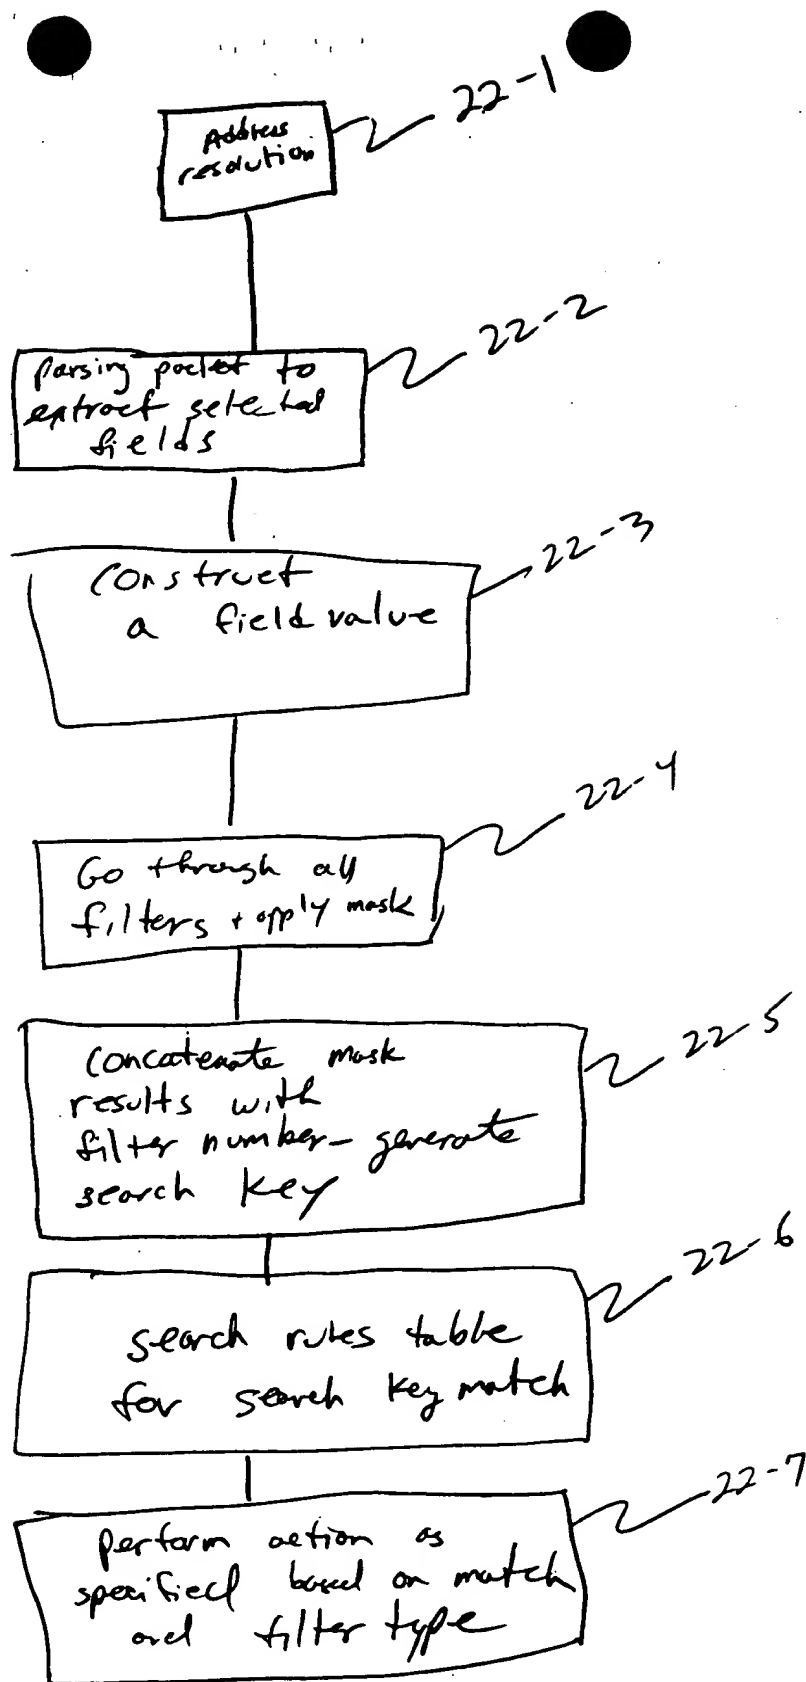 Address
resolution
22-1
Parsing packet to
extract selected
fields
22-2
Construct
a field value
22-3
Go through all
filters + apply mask
22-4
Concatenate mask
results with
filter number - generate
search key
22-5
search rules table
for search key match
22-6
perform action as
specified based on match
and filter type
22-7